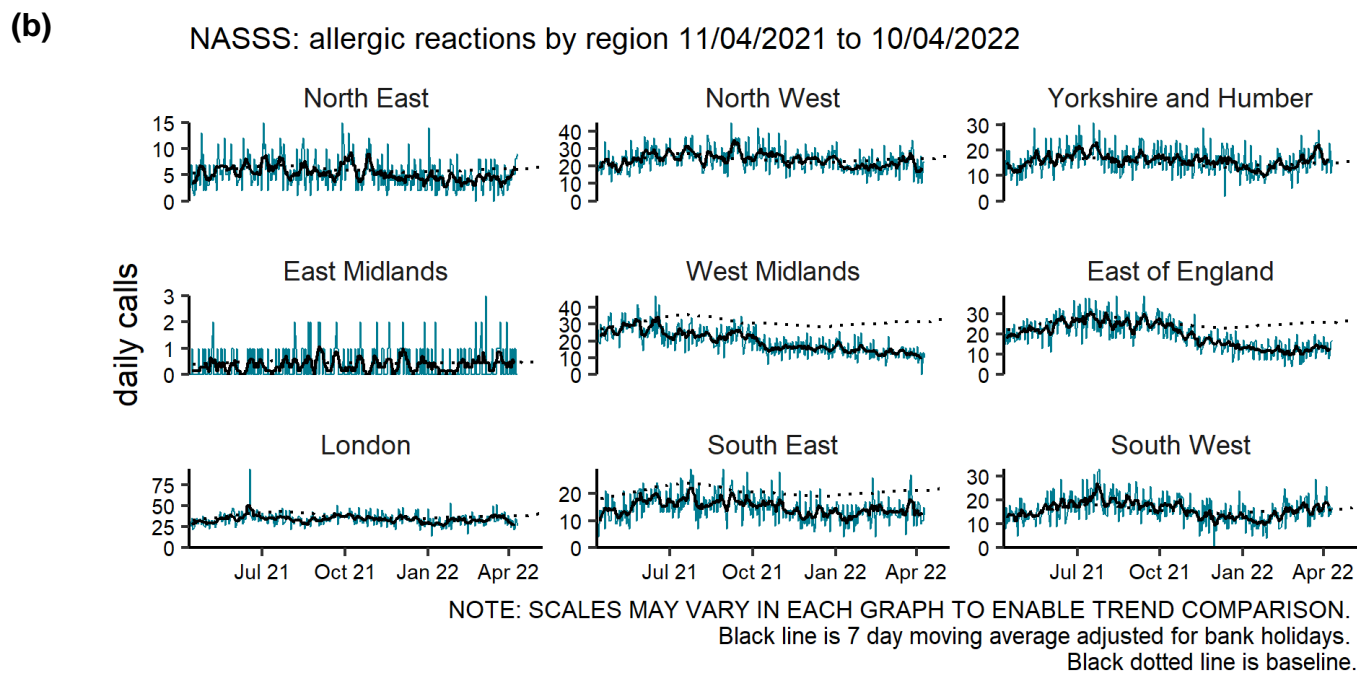 (b)
NASSS: allergic reactions by region 11/04/2021 to 10/04/2022
daily calls
North East
15
10
5
0
North West
40
30
20
10
0
Yorkshire and Humber
30
20
10
0
East Midlands
3
2
1
0
West Midlands
40
30
20
10
0
East of England
30
20
10
0
London
75
50
25
0
Jul 21 Oct 21 Jan 22 Apr 22
South East
20
10
0
Jul 21 Oct 21 Jan 22 Apr 22
South West
30
20
10
0
Jul 21 Oct 21 Jan 22 Apr 22
NOTE: SCALES MAY VARY IN EACH GRAPH TO ENABLE TREND COMPARISON.
Black line is 7 day moving average adjusted for bank holidays.
Black dotted line is baseline.